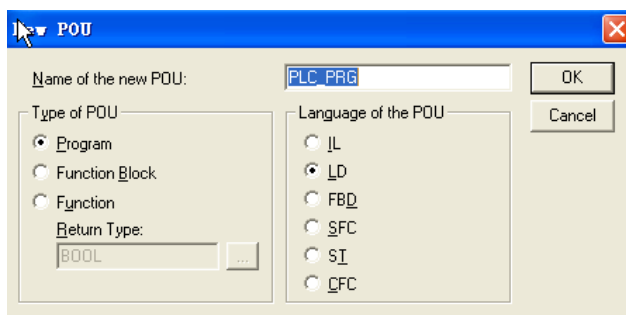 New POU
Name of the new POU:
PLC_PRG
OK
Cancel
Type of POU
Program
Function Block
Function
Return Type:
BOOL
...
Language of the POU
IL
LD
FBD
SFC
ST
CFC